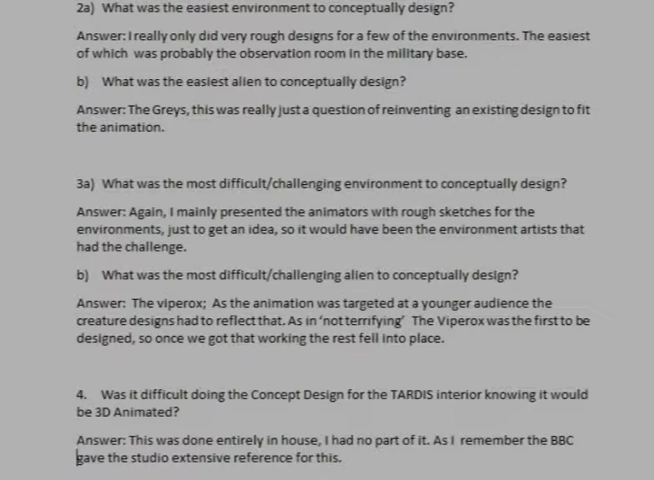 2a) What was the easiest environment to conceptually design?
Answer: I really only did very rough designs for a few of the environments. The easiest
of which was probably the observation room in the military base.
b) What was the easiest alien to conceptually design?
Answer: The Greys, this was really just a question of reinventing an existing design to fit
the animation.
3a) What was the most difficult/challenging environment to conceptually design?
Answer: Again, I mainly presented the animators with rough sketches for the
environments, just to get an idea, so it would have been the environment artists that
had the challenge.
b) What was the most difficult/challenging alien to conceptually design?
Answer: The viperox; As the animation was targeted at a younger audience the
creature designs had to reflect that. As in 'not terrifying' The Viperox was the first to be
designed, so once we got that working the rest fell into place.
4. Was it difficult doing the Concept Design for the TARDIS interior knowing it would
be 3D Animated?
Answer: This was done entirely in house, I had no part of it. As I remember the BBC
gave the studio extensive reference for this.